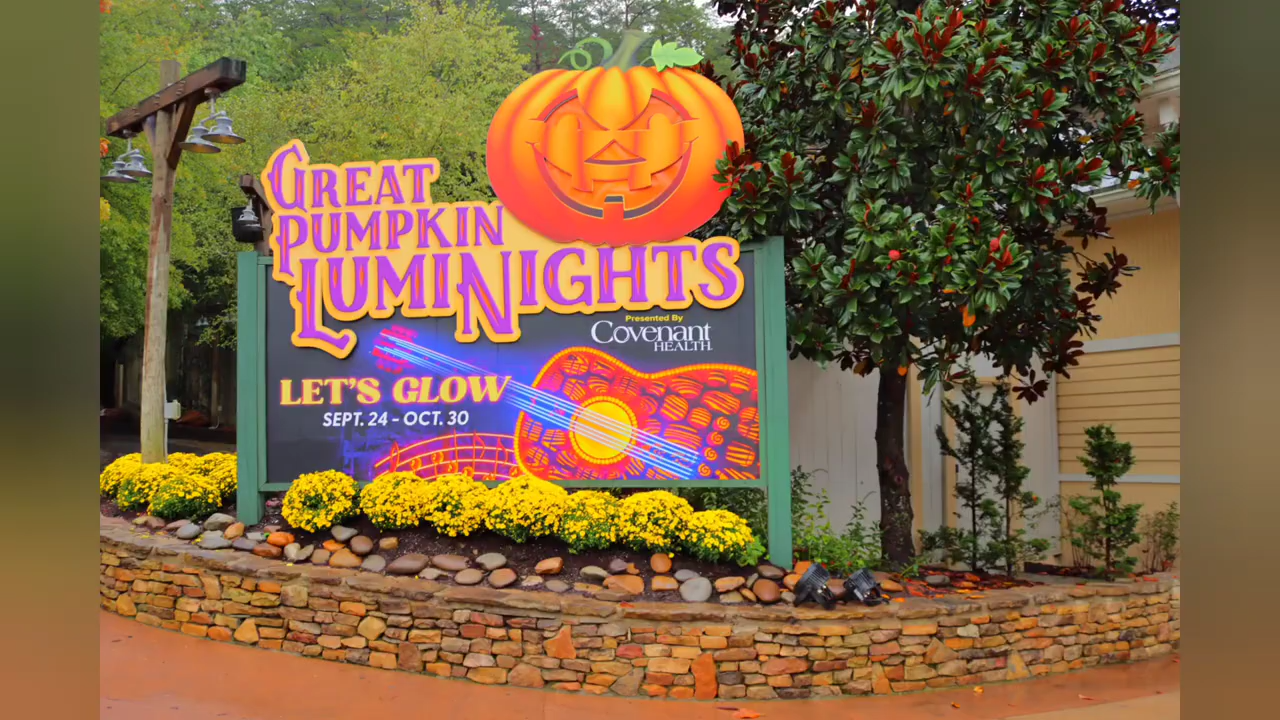 GREAT
PUMPKIN
LUMINIGHTS
Presented By
Covenant
HEALTH.
LET'S GLOW
SEPT. 24 - OCT. 30